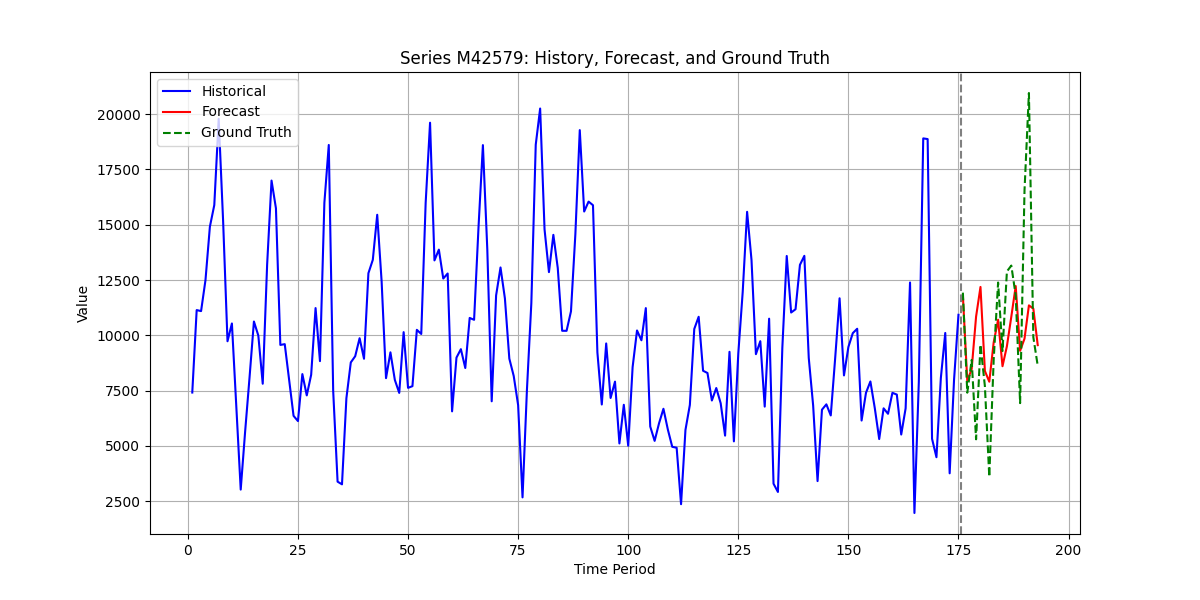 Series M42579: History, Forecast, and Ground Truth
Historical
Forecast
Ground Truth
Value
20000
17500
15000
12500
10000
7500
5000
2500
0 25 50 75 100 125 150 175 200
Time Period